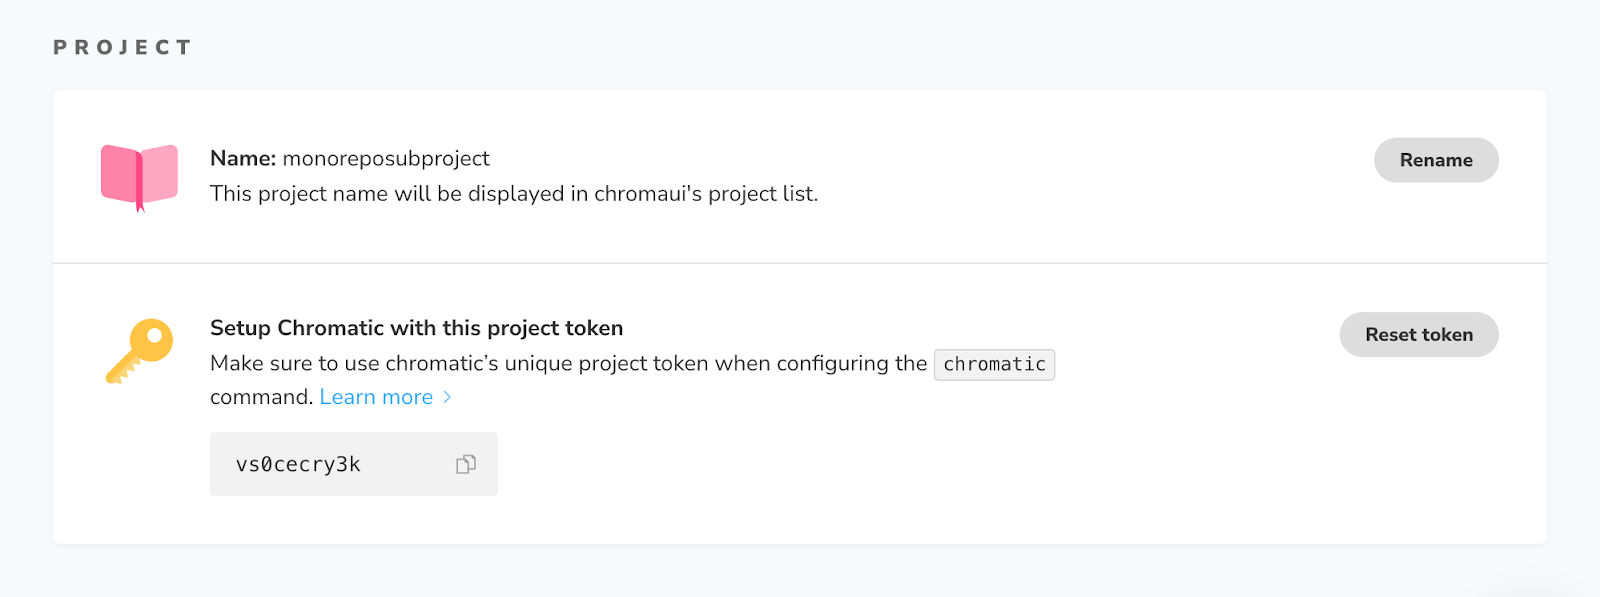 PROJECT
Name: monoreposubproject
Rename
This project name will be displayed in chromaui's project list.
Setup Chromatic with this project token
Reset token
Make sure to use chromatic’s unique project token when configuring the chromatic
command. Learn more
vs0cecry3k